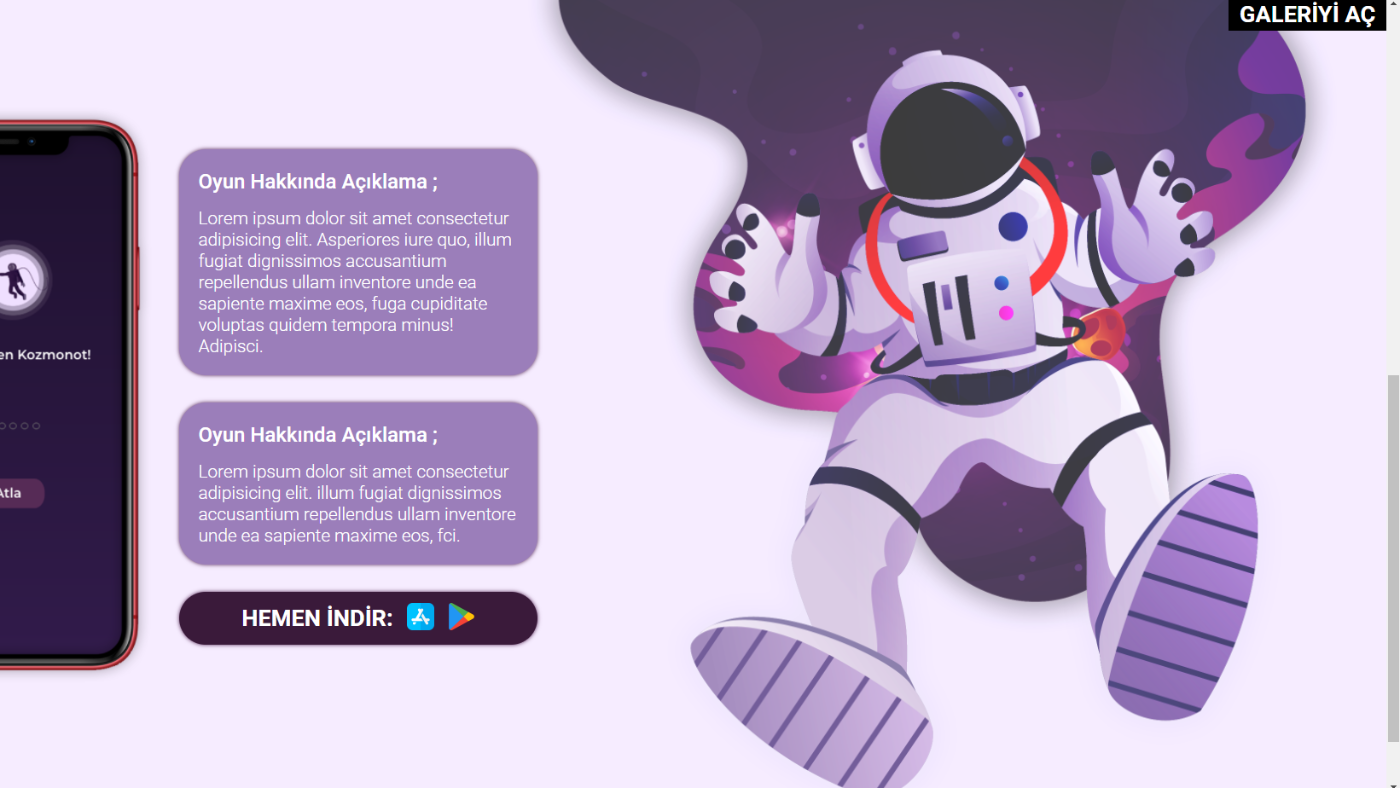 GALERİYİ AÇ
en Kozmonot!
Atla
Oyun Hakkında Açıklama ;
Lorem ipsum dolor sit amet consectetur
adipisicing elit. Asperiores iure quo, illum
fugiat dignissimos accusantium
repellendus ullam inventore unde ea
sapiente maxime eos, fuga cupiditate
voluptas quidem tempora minus!
Adipisci.
Oyun Hakkında Açıklama ;
Lorem ipsum dolor sit amet consectetur
adipisicing elit. illum fugiat dignissimos
accusantium repellendus ullam inventore
unde ea sapiente maxime eos, fci.
HEMEN İNDİR: